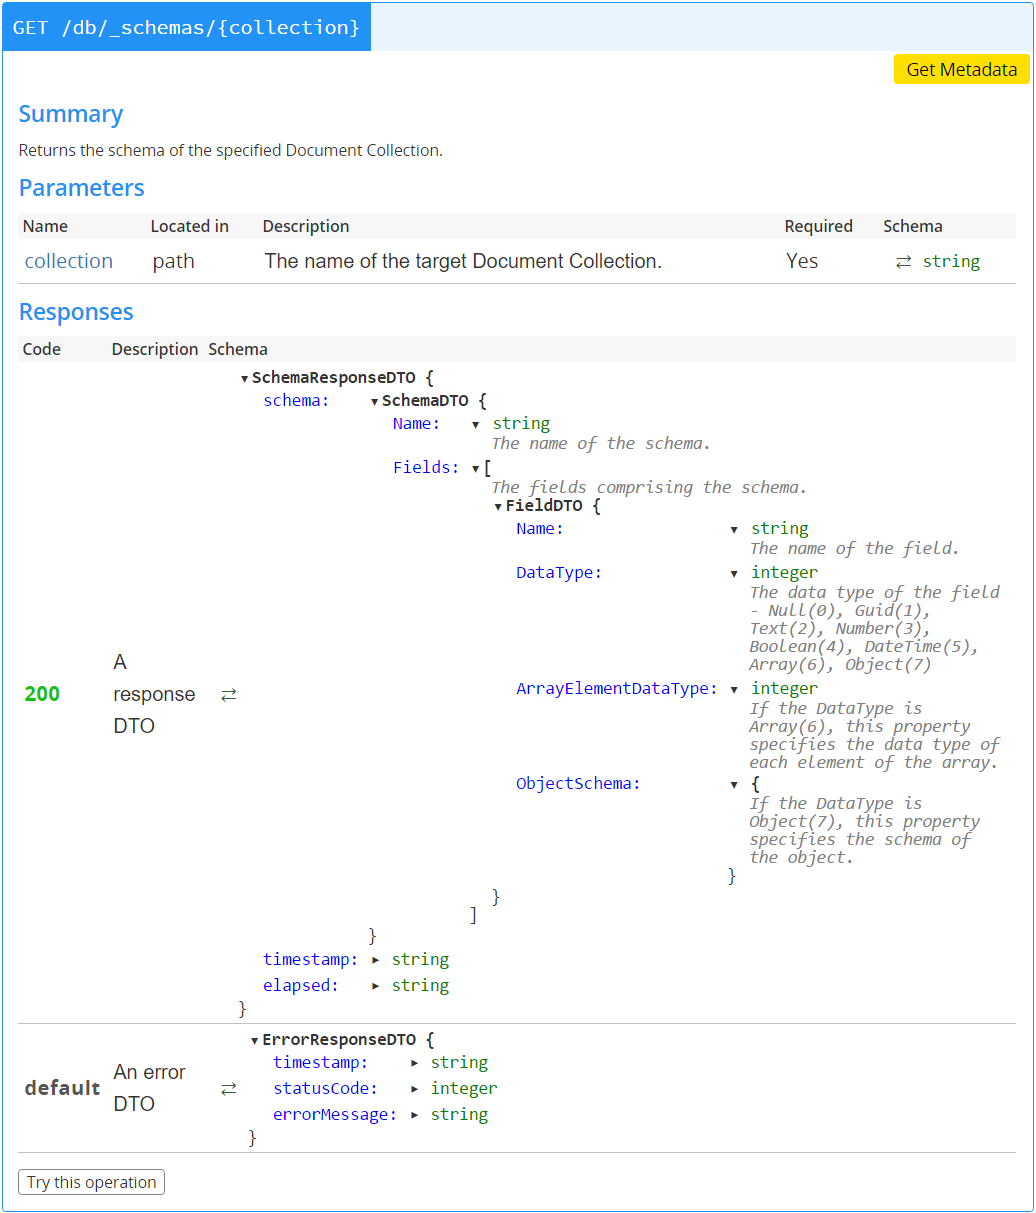 GET /db/_schemas/{collection}
Get Metadata
Summary
Returns the schema of the specified Document Collection.
Parameters
Name Located in Description Required Schema
collection path The name of the target Document Collection. Yes ⇄ string
Responses
Code Description Schema
200
A
response
DTO
⇄
▼ SchemaResponseDTO {
schema: ▼ SchemaDTO {
Name: ▼ string
The name of the schema.
Fields: ▼ [
The fields comprising the schema.
▼ FieldDTO {
Name: ▼ string
The name of the field.
DataType: ▼ integer
The data type of the field
- Null(0), Guid(1),
Text(2), Number(3),
Boolean(4), DateTime(5),
Array(6), Object(7)
ArrayElementDataType: ▼ integer
If the DataType is
Array(6), this property
specifies the data type of
each element of the array.
ObjectSchema: ▼ {
If the DataType is
Object(7), this property
specifies the schema of
the object.
}
}
]
}
timestamp: ► string
elapsed: ► string
}
default
An error
DTO
⇄
▼ ErrorResponseDTO {
timestamp: ► string
statusCode: ► integer
errorMessage: ► string
}
Try this operation